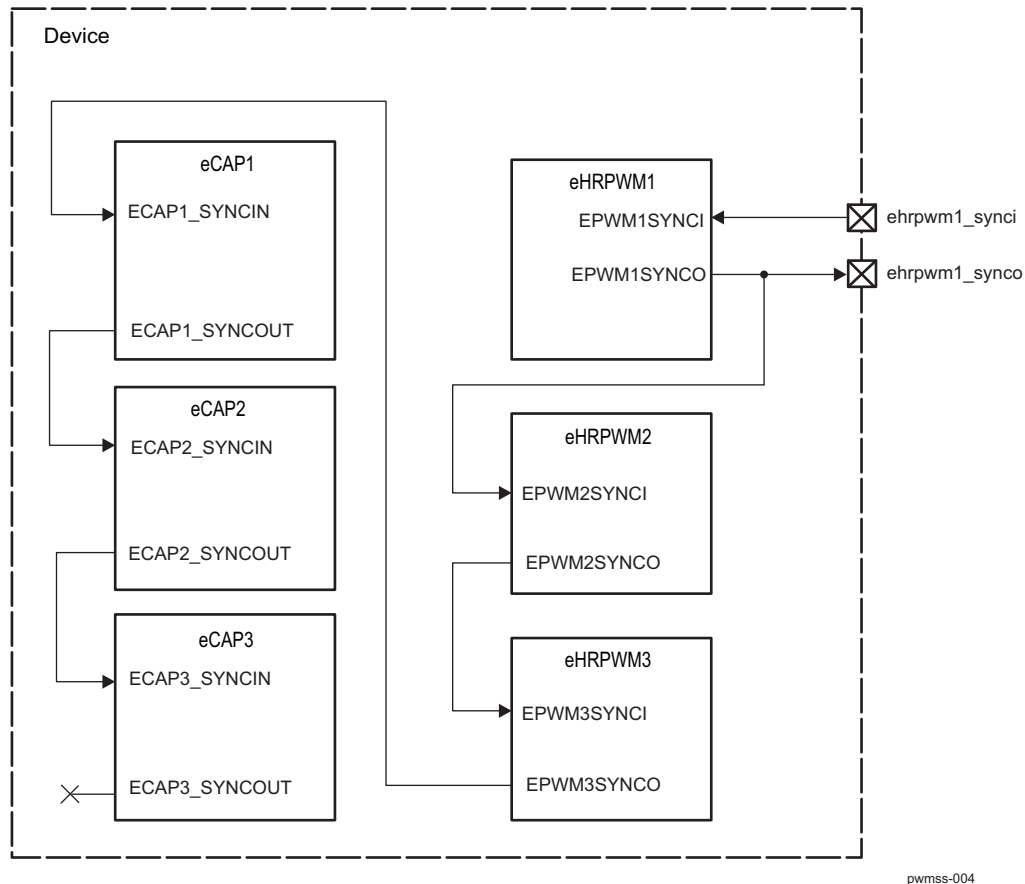 Device
eCAP1
ECAP1_SYNCIN
ECAP1_SYNCOUT
eCAP2
ECAP2_SYNCIN
ECAP2_SYNCOUT
eCAP3
ECAP3_SYNCIN
ECAP3_SYNCOUT
eHRPWM1
EPWM1SYNCI
EPWM1SYNCO
ehrpwm1_synci
ehrpwm1_synco
eHRPWM2
EPWM2SYNCI
EPWM2SYNCO
eHRPWM3
EPWM3SYNCI
EPWM3SYNCO
pwmss-004